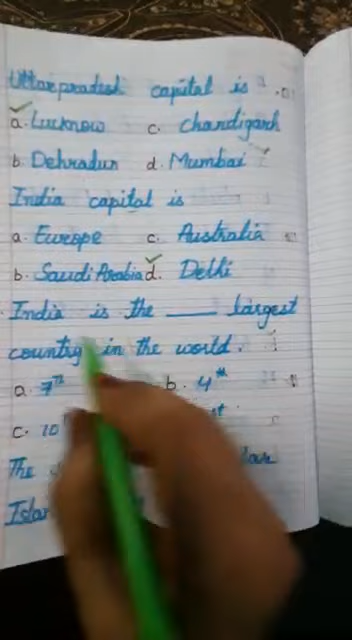 Uttarpradesh capital is
a. Lucknow c. Chandigarh
b. Dehradun d. Mumbai
India capital is
a. Europe c. Australia
b. Saudi Arabia d. Delhi
India is the ___ largest
country in the world.
a. 7th b. 4th
c. 10
The